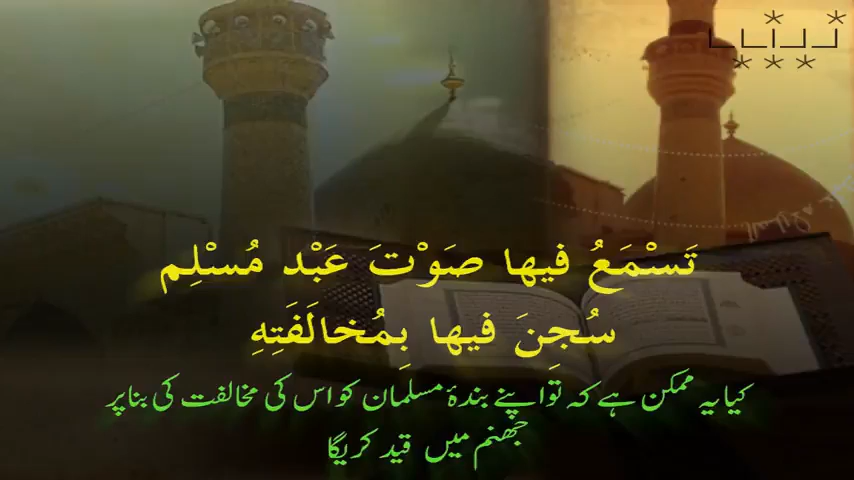 تَسْمَعُ فيها صَوْتَ عَبْد مُسْلِم
سُجِنَ فيها بِمُخالَفَتِهِ
کیا یہ ممکن ہے کہ تو اپنے بندۂ مسلمان کو اس کی مخالفت کی بنا پر
جھنم میں قید کریگا